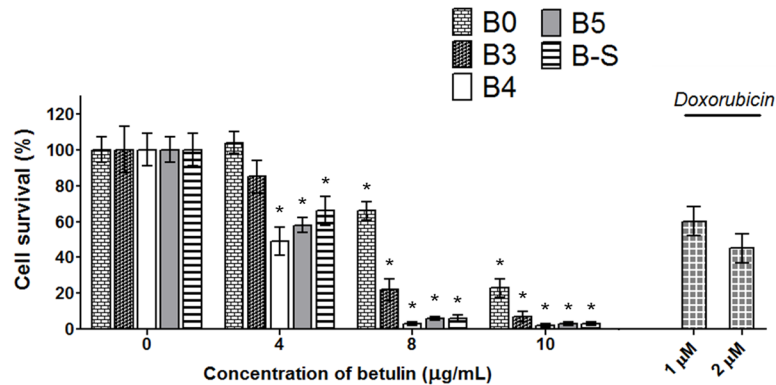 B0 B5
B3 B-S
B4
Doxorubicin
Cell survival (%)
120
100
80
60
40
20
0
* * * * * * * * * * * * *
0 4 8 10
1 µM 2 µM
Concentration of betulin (µg/mL)